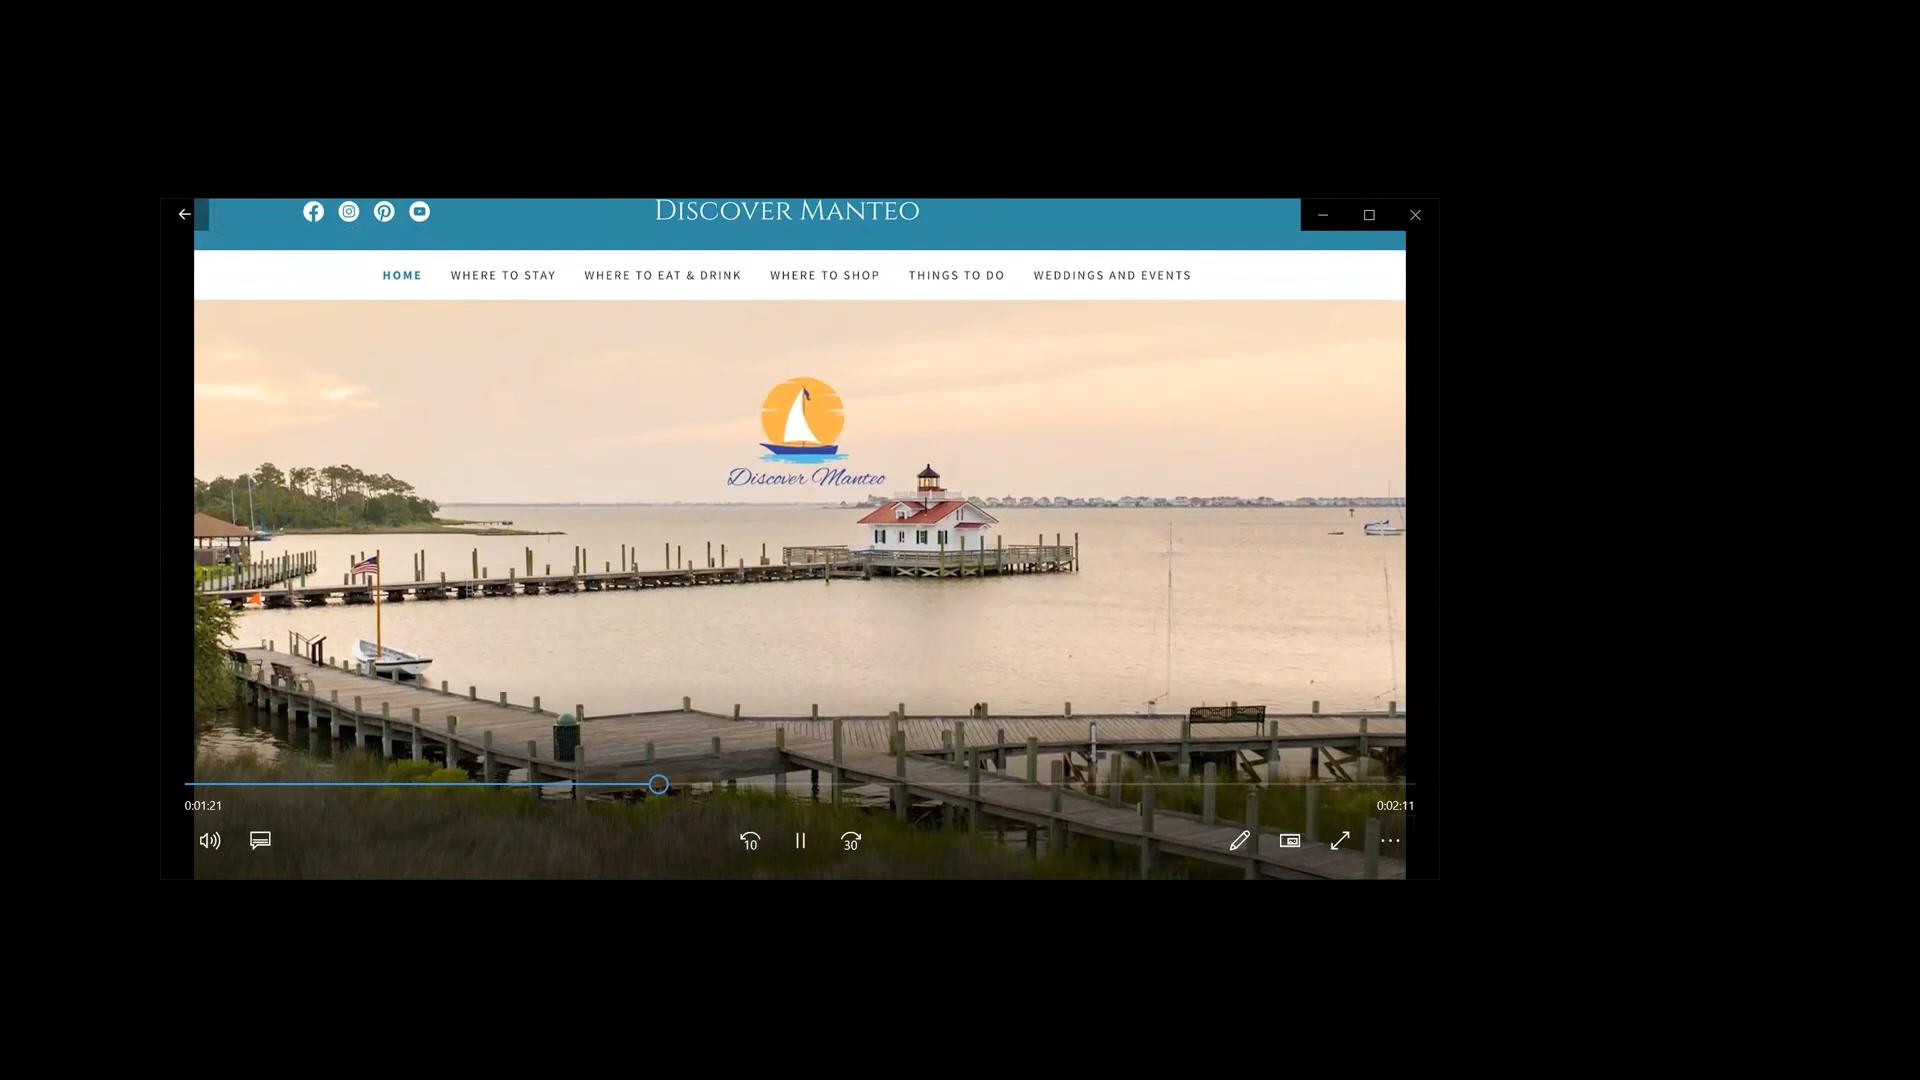 DISCOVER MANTEO
HOME WHERE TO STAY WHERE TO EAT & DRINK WHERE TO SHOP THINGS TO DO WEDDINGS AND EVENTS
Discover Manteo
0:01:21 0:02:11
10 30